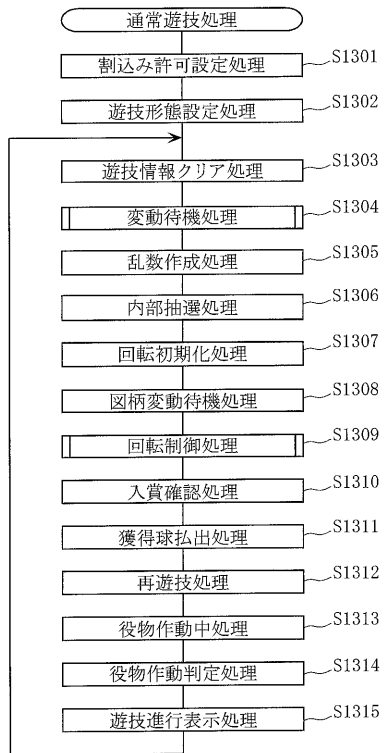 通常遊技処理
割込み許可設定処理 S1301
遊技形態設定処理 S1302
遊技情報クリア処理 S1303
変動待機処理 S1304
乱数作成処理 S1305
内部抽選処理 S1306
回転初期化処理 S1307
図柄変動待機処理 S1308
回転制御処理 S1309
入賞確認処理 S1310
獲得球払出処理 S1311
再遊技処理 S1312
役物作動中処理 S1313
役物作動判定処理 S1314
遊技進行表示処理 S1315